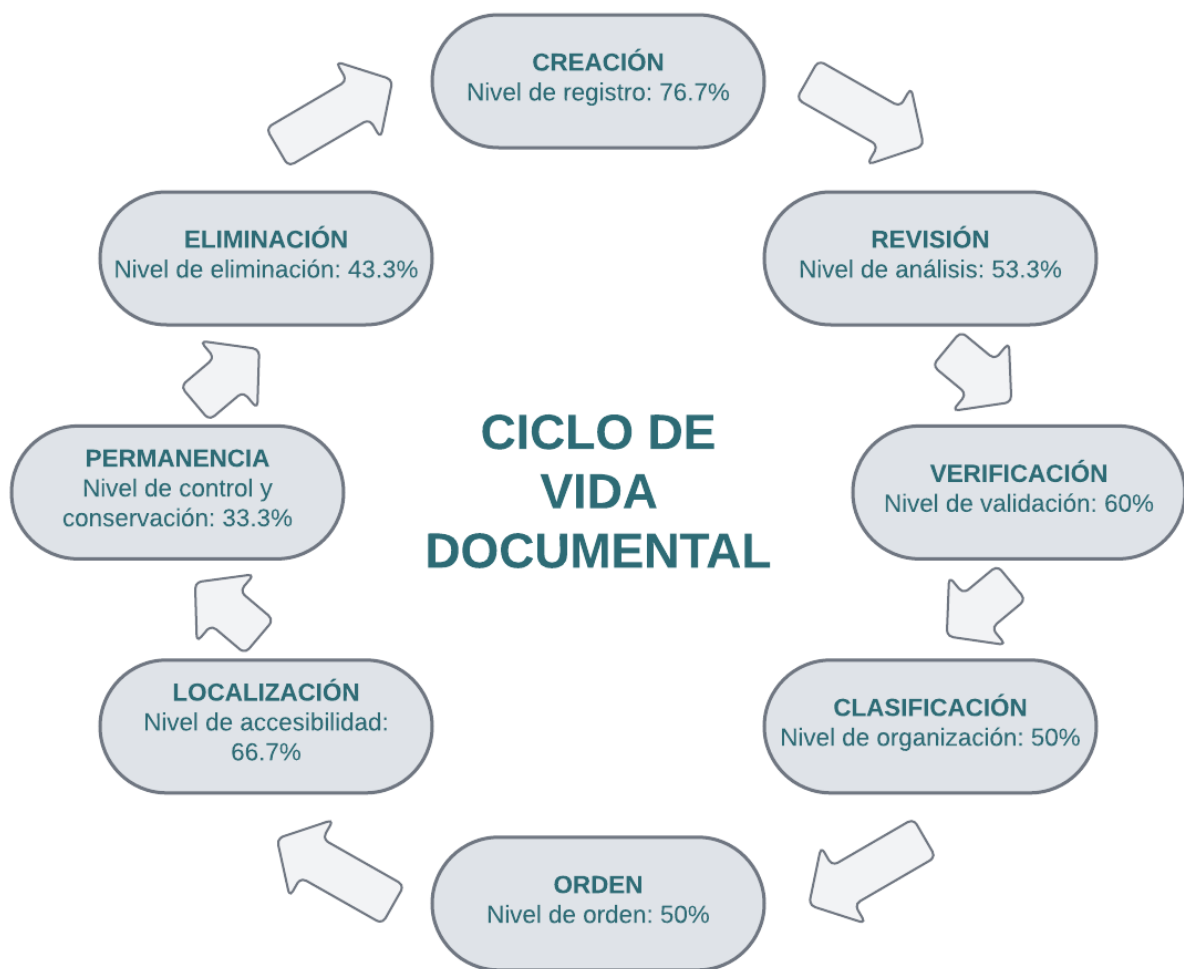 CREACIÓN
Nivel de registro: 76.7%
REVISIÓN
Nivel de análisis: 53.3%
VERIFICACIÓN
Nivel de validación: 60%
CLASIFICACIÓN
Nivel de organización: 50%
ORDEN
Nivel de orden: 50%
LOCALIZACIÓN
Nivel de accesibilidad:
66.7%
PERMANENCIA
Nivel de control y
conservación: 33.3%
ELIMINACIÓN
Nivel de eliminación: 43.3%
CICLO DE
VIDA
DOCUMENTAL